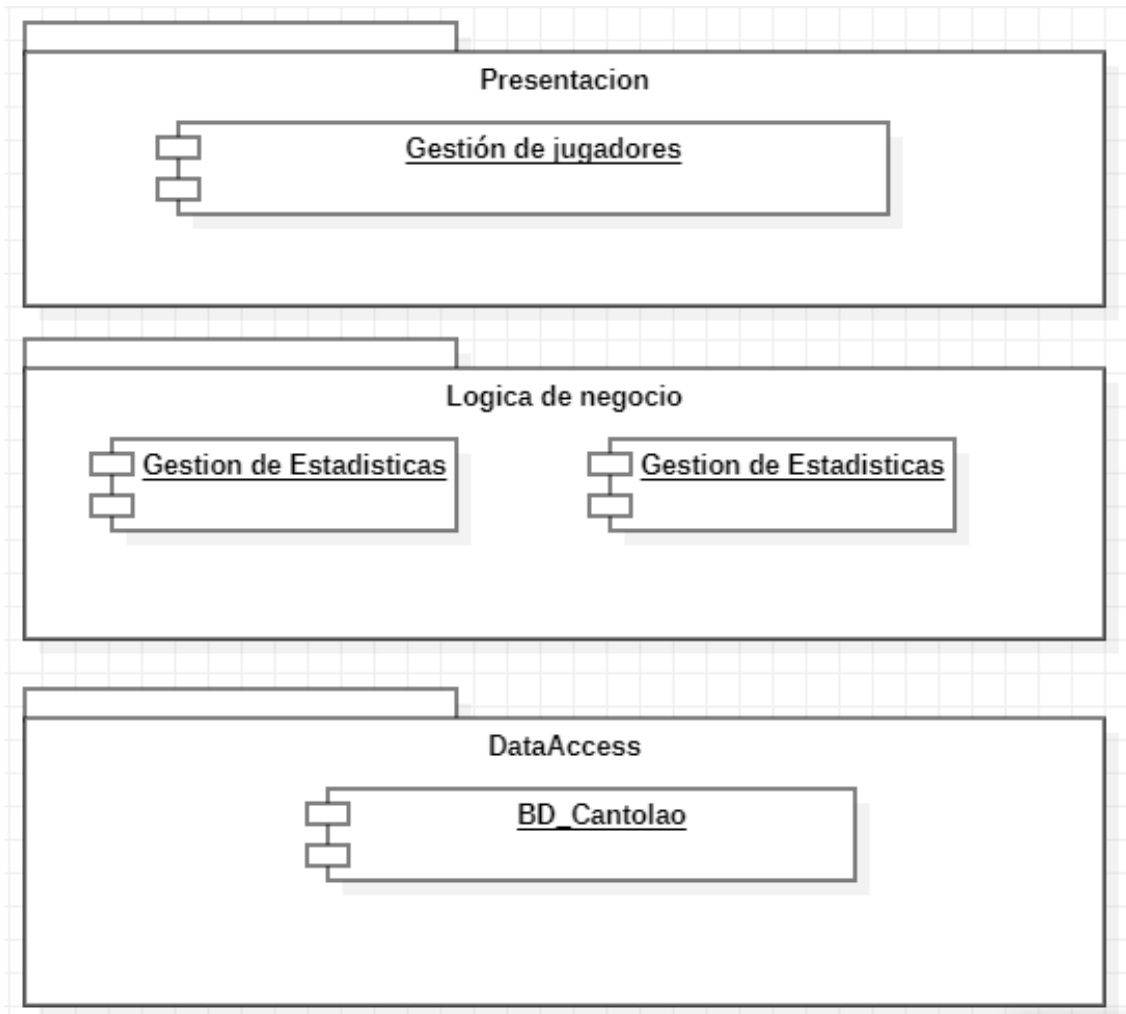 Presentacion
Gestión de jugadores
Logica de negocio
Gestion de Estadisticas
Gestion de Estadisticas
DataAccess
BD_Cantolao